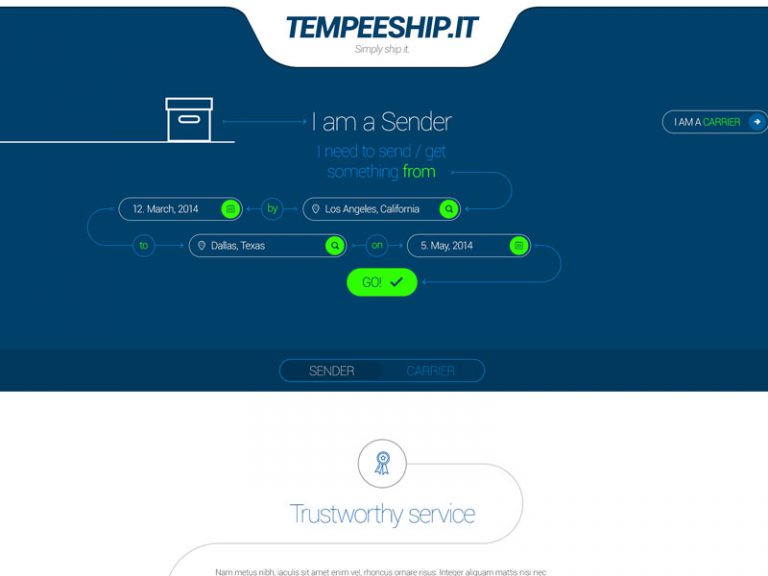 TEMPEESHIP.IT
Simply ship it.
I am a Sender
I AM A CARRIER
I need to send / get
something from
12. March, 2014
by
Los Angeles, California
to
Dallas, Texas
on
5. May, 2014
GO!
SENDER
CARRIER
Trustworthy service
Nam metus nibh, iaculis sit amet enim vel, rhoncus ornare risus. Integer aliquam mattis nisi nec